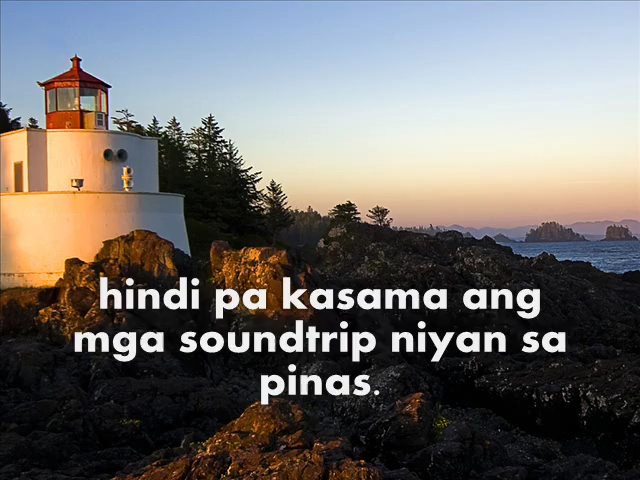 hindi pa kasama ang
mga soundtrip niyan sa
pinas.